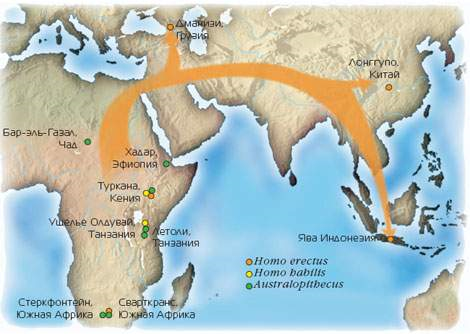 Дманизи,
Грузия
Лонггупо,
Китай
Бар-эль-Газал,
Чад
Хадар,
Эфиопия
Туркана,
Кения
Ущелье Олдувай,
Танзания
Летоли,
Танзания
Ява Индонезия
Homo erectus
Homo habilis
Australopithecus
Стеркфонтейн,
Южная Африка
Сварткранс,
Южная Африка